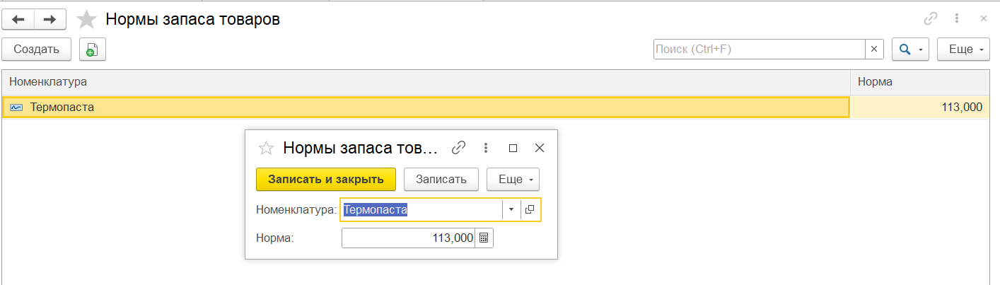 Нормы запаса товаров
Создать
Поиск (Ctrl+F)
Еще
Номенклатура Норма
Термопаста 113,000
Нормы запаса тов...
Записать и закрыть Записать Еще
Номенклатура: Термопаста
Норма: 113,000